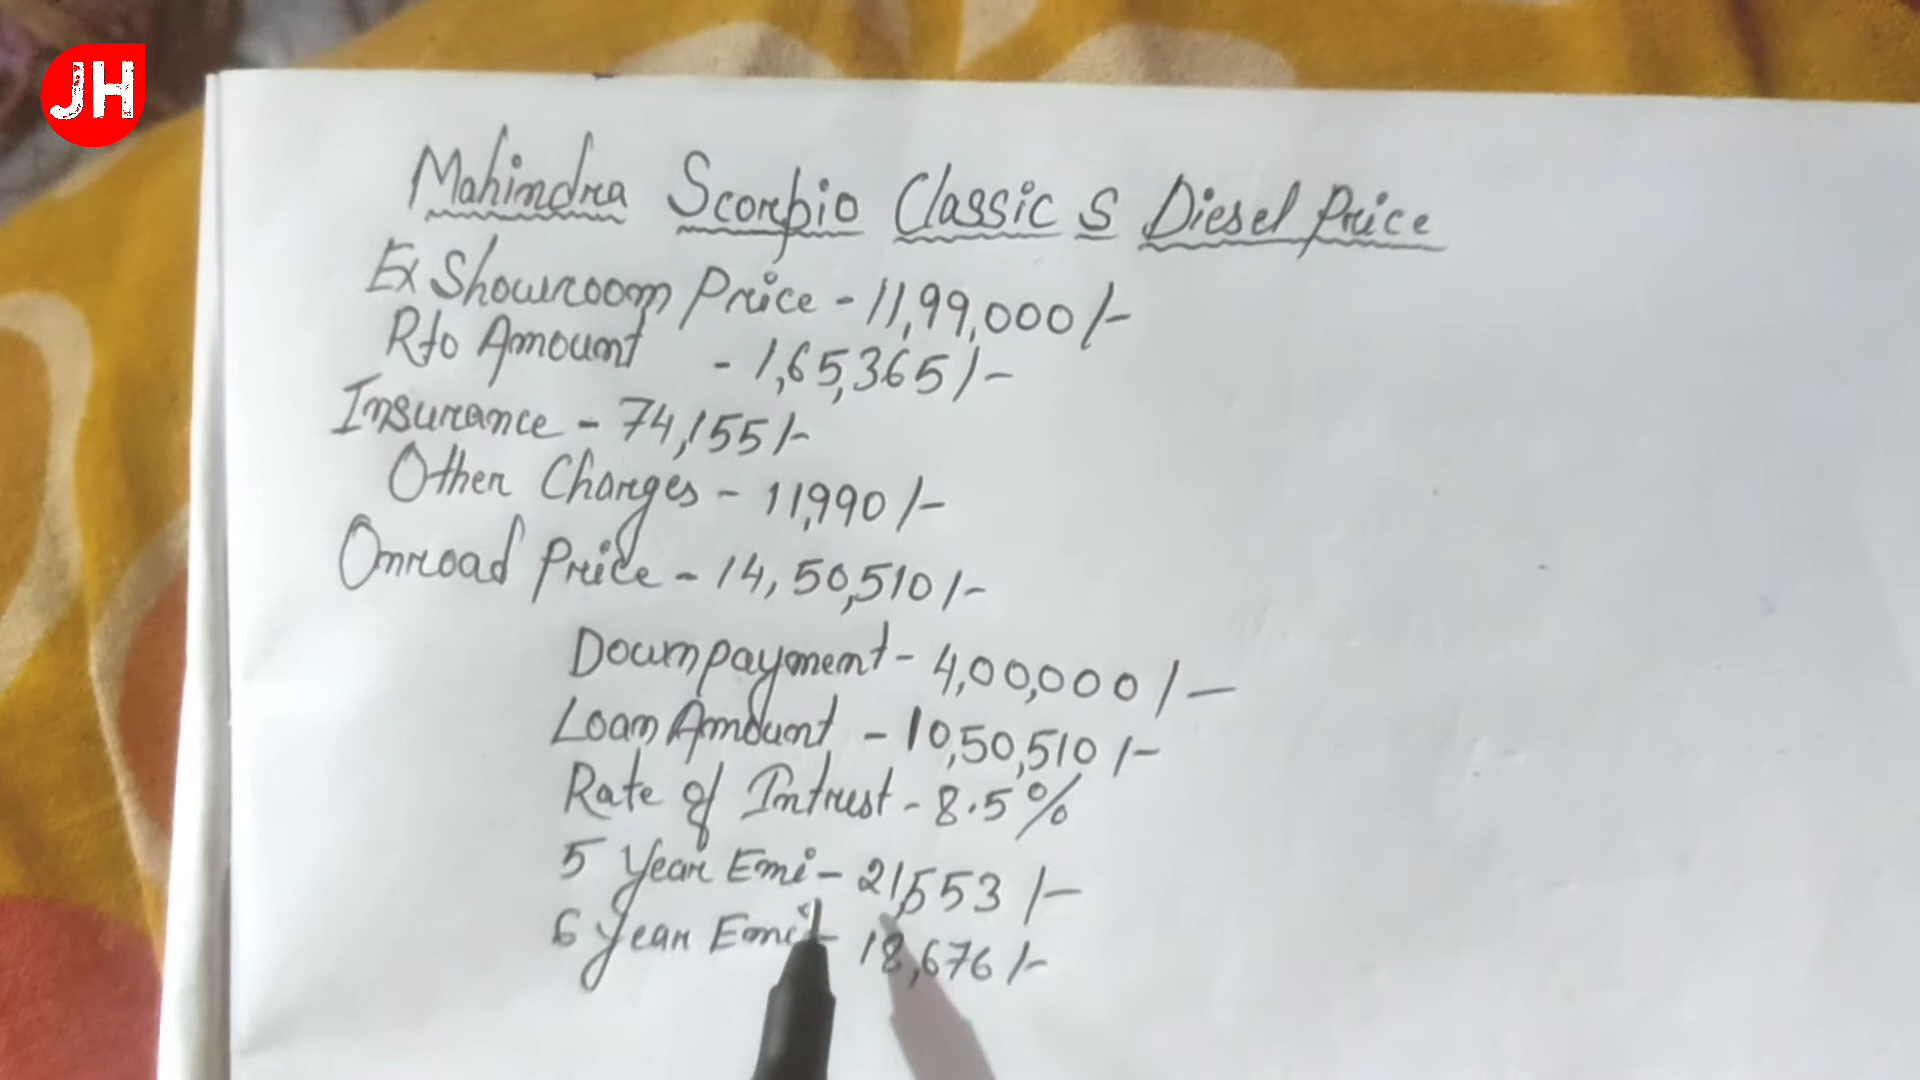 JH
Mahindra Scorpio Classic S Diesel Price
Ex Showroom Price - 11,99,000/-
Rto Amount - 1,65,365/-
Insurance - 74,155/-
Other Charges - 11,990/-
Onroad Price - 14,50,510/-
Downpayment - 4,00,000/-
Loan Amount - 10,50,510/-
Rate of Intrust - 8.5%
5 Year Emi - 21,553/-
6 Year Emi - 18,676/-